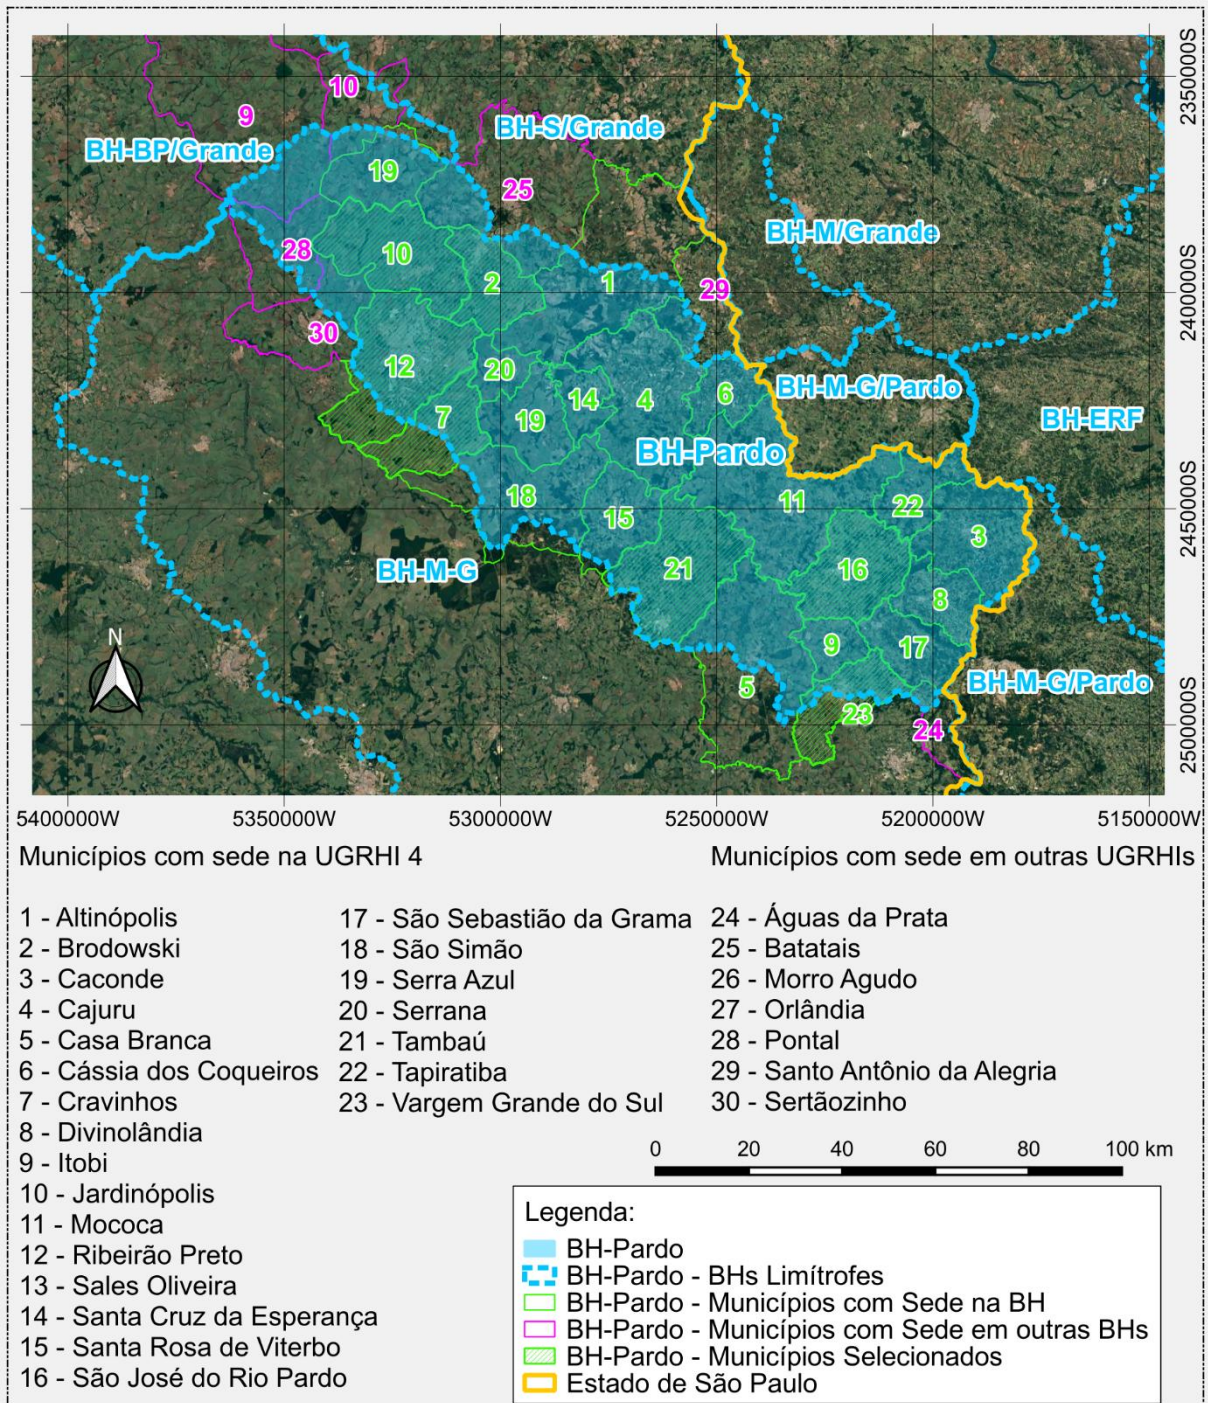 10
9
BH-BP/Grande
BH-S/Grande
19
25
BH-M/Grande
28
10
2
1
29
30
12
20
BH-M-G/Pardo
7
19
14
4
6
BH-ERF
BH-Pardo
18
15
11
22
3
BH-M-G
21
16
8
9
17
BH-M-G/Pardo
5
23
24
N
2350000S
2400000S
2450000S
2500000S
5400000W 5350000W 5300000W 5250000W 5200000W 5150000W
Municípios com sede na UGRHI 4
1 - Altinópolis
2 - Brodowski
3 - Caconde
4 - Cajuru
5 - Casa Branca
6 - Cássia dos Coqueiros
7 - Cravinhos
8 - Divinolândia
9 - Itobi
10 - Jardinópolis
11 - Mococa
12 - Ribeirão Preto
13 - Sales Oliveira
14 - Santa Cruz da Esperança
15 - Santa Rosa de Viterbo
16 - São José do Rio Pardo
17 - São Sebastião da Grama
18 - São Simão
19 - Serra Azul
20 - Serrana
21 - Tambaú
22 - Tapiratiba
23 - Vargem Grande do Sul
Municípios com sede em outras UGRHIs
24 - Águas da Prata
25 - Batatais
26 - Morro Agudo
27 - Orlândia
28 - Pontal
29 - Santo Antônio da Alegria
30 - Sertãozinho
0 20 40 60 80 100 km
Legenda:
BH-Pardo
BH-Pardo - BHs Limítrofes
BH-Pardo - Municípios com Sede na BH
BH-Pardo - Municípios com Sede em outras BHs
BH-Pardo - Municípios Selecionados
Estado de São Paulo